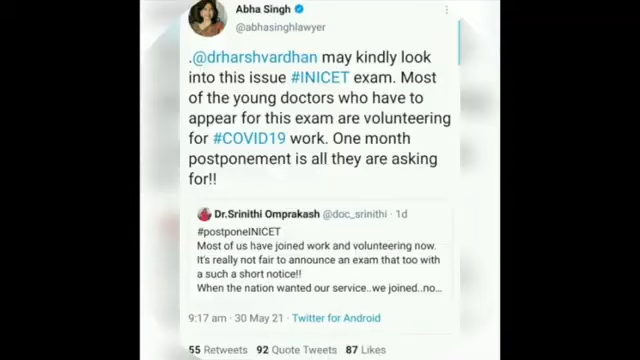 Abha Singh
@abhasinghlawyer
.@drharshvardhan may kindly look
into this issue #INICET exam. Most
of the young doctors who have to
appear for this exam are volunteering
for #COVID19 work. One month
postponement is all they are asking
for!!
Dr.Srinithi Omprakash @doc_srinithi · 1d
#postponeINICET
Most of us have joined work and volunteering now.
It's really not fair to announce an exam that too with
a such a short notice!!
When the nation wanted our service..we joined..no...
9:17 am · 30 May 21 · Twitter for Android
55 Retweets 92 Quote Tweets 87 Likes